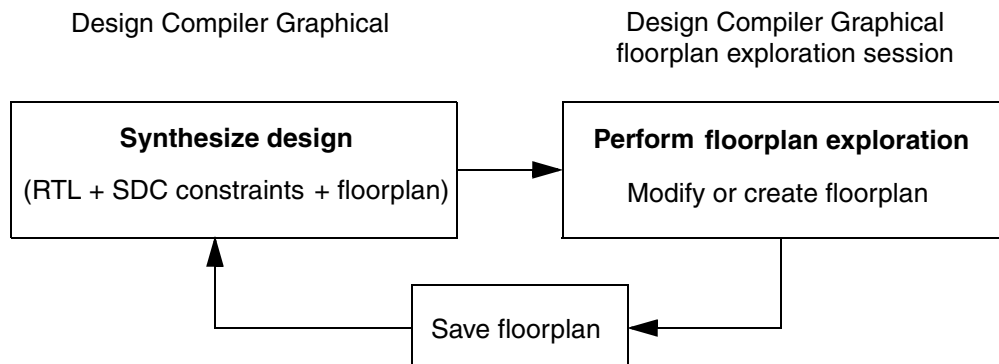 Design Compiler Graphical
Design Compiler Graphical
floorplan exploration session
Synthesize design
(RTL + SDC constraints + floorplan)
Perform floorplan exploration
Modify or create floorplan
Save floorplan